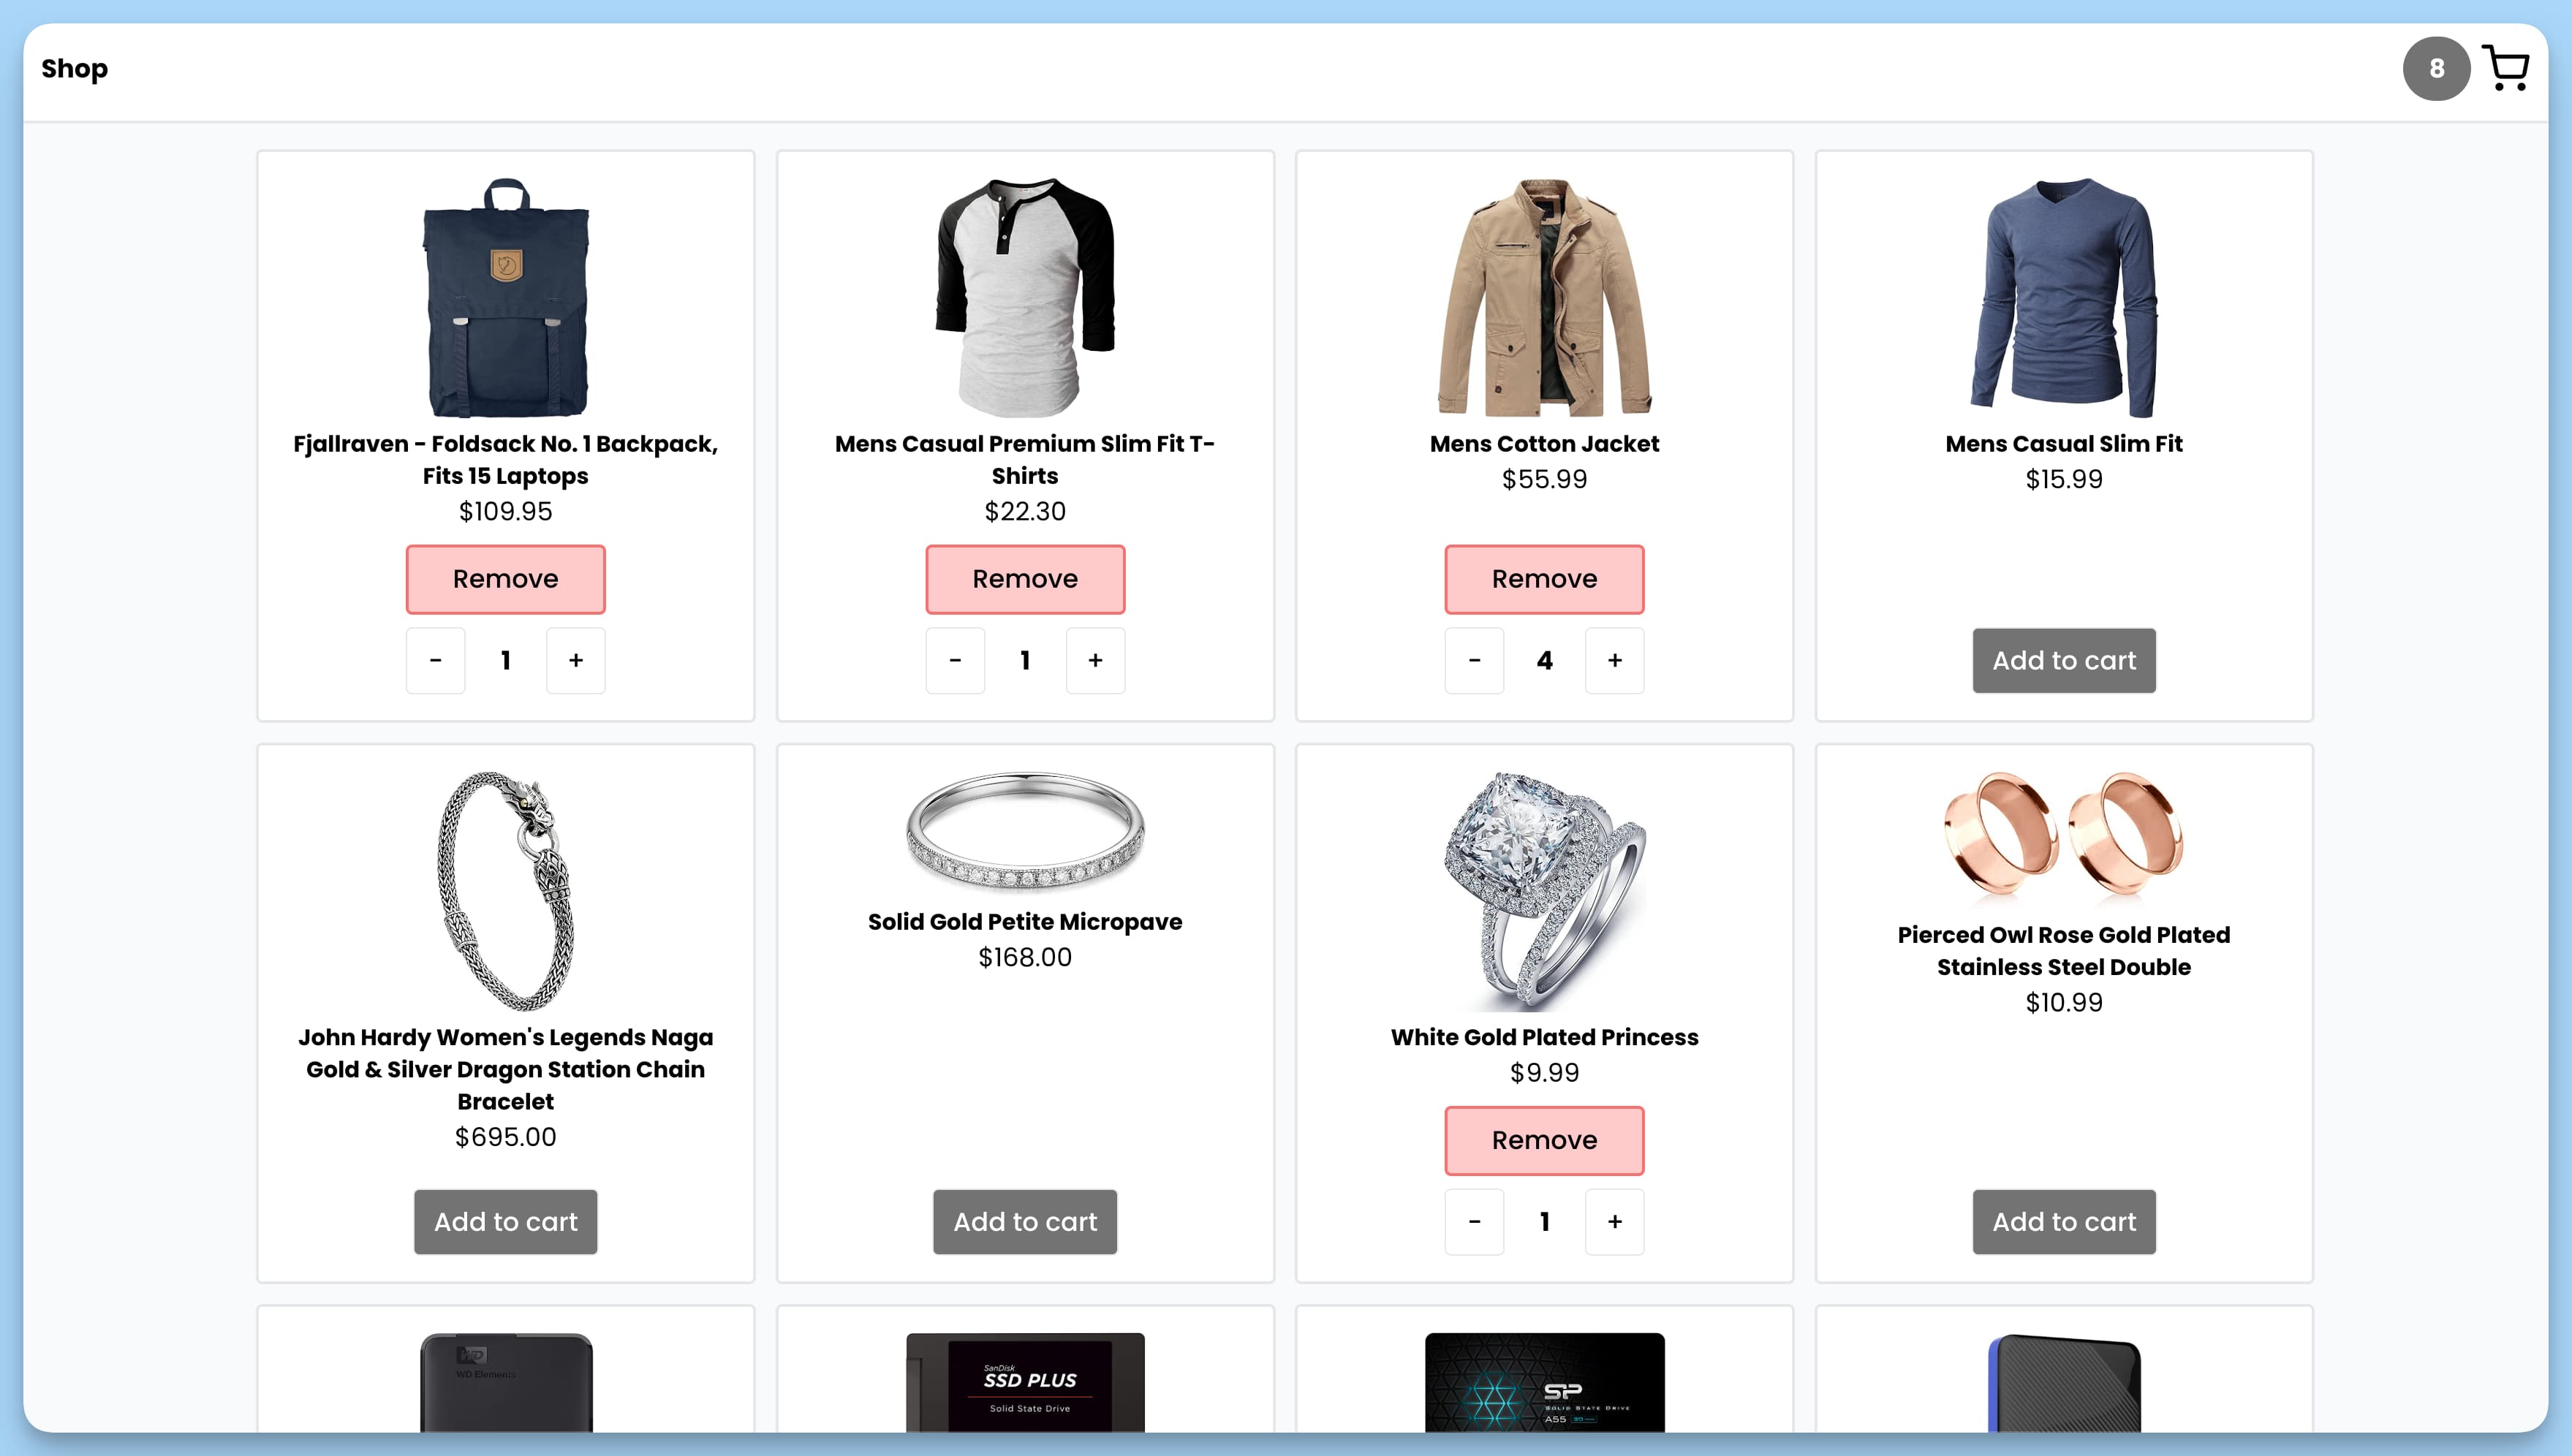 Shop
8
Fjallraven - Foldsack No. 1 Backpack,
Fits 15 Laptops
$109.95
Remove
- 1 +
Mens Casual Premium Slim Fit T-
Shirts
$22.30
Remove
- 1 +
Mens Cotton Jacket
$55.99
Remove
- 4 +
Mens Casual Slim Fit
$15.99
Add to cart
John Hardy Women's Legends Naga
Gold & Silver Dragon Station Chain
Bracelet
$695.00
Add to cart
Solid Gold Petite Micropave
$168.00
Add to cart
White Gold Plated Princess
$9.99
Remove
- 1 +
Pierced Owl Rose Gold Plated
Stainless Steel Double
$10.99
Add to cart
WD
WD Elements
SanDisk
SSD PLUS
Solid State Drive
SP
SOLID STATE DRIVE
A55